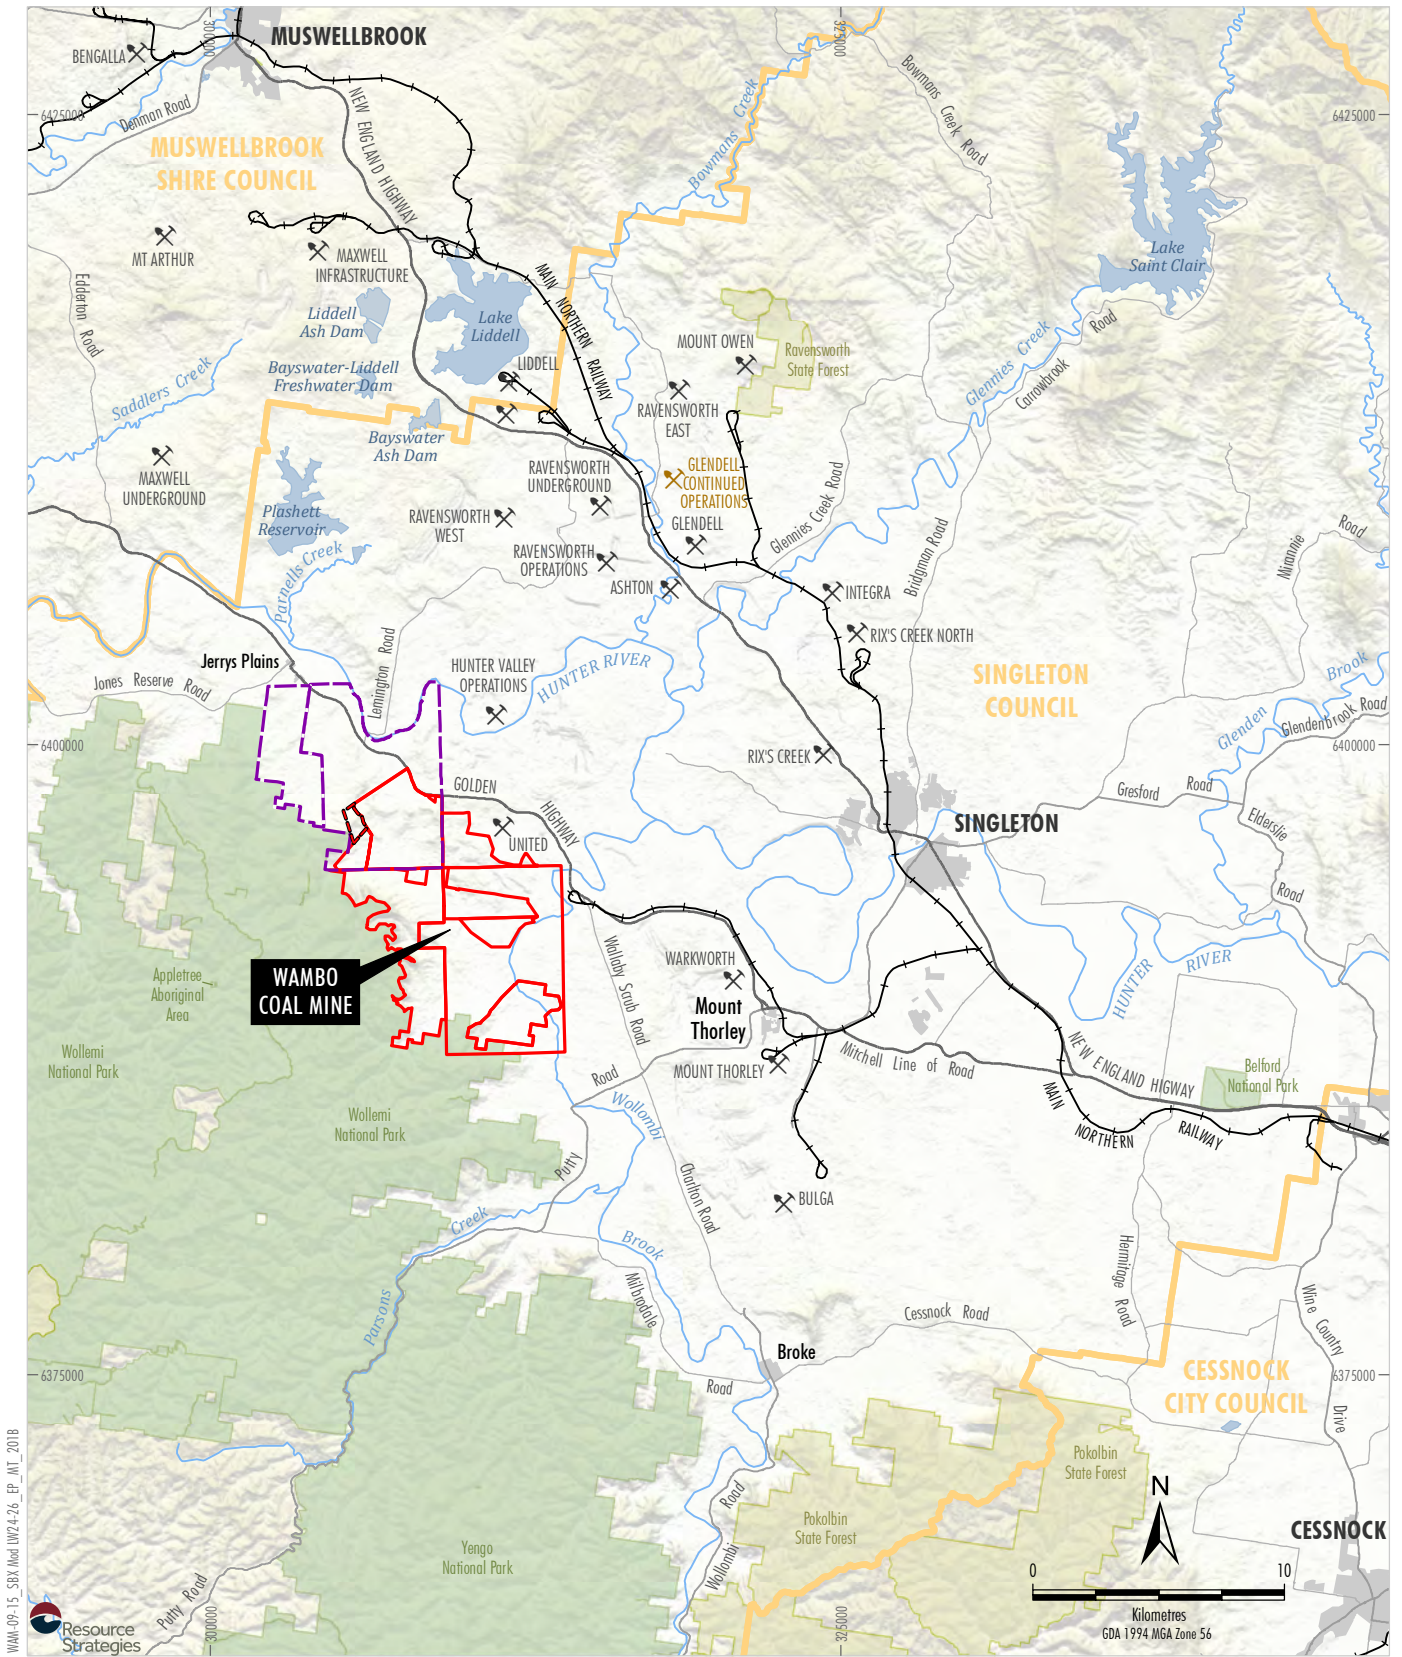 MUSWELLBROOK
BENGALLA
300000
325000
6425000
6425000
Denman Road
NEW ENGLAND HIGHWAY
MUSWELLBROOK
SHIRE COUNCIL
Bowmans Creek
Bowmans Creek Road
MT ARTHUR
MAXWELL
INFRASTRUCTURE
Lake
Saint Clair
Edderton Road
Liddell
Ash Dam
Lake
Liddell
MAIN NORTHERN RAILWAY
MOUNT OWEN
Ravensworth
State Forest
Glennies Creek
Carrowbrook Road
Saddlers Creek
Bayswater-Liddell
Freshwater Dam
LIDDELL
RAVENSWORTH
EAST
Bayswater
Ash Dam
MAXWELL
UNDERGROUND
RAVENSWORTH
UNDERGROUND
GLENDELL
CONTINUED
OPERATIONS
Plashett
Reservoir
RAVENSWORTH
WEST
GLENDELL
Glennies Creek Road
RAVENSWORTH
OPERATIONS
Parnells Creek
ASHTON
INTEGRA
Bridgman Road
Mirannie Road
RIX'S CREEK NORTH
Jerrys Plains
Jones Reserve Road
Lemington Road
HUNTER VALLEY
OPERATIONS
HUNTER RIVER
SINGLETON
COUNCIL
Glenden Brook
Glendenbrook Road
6400000
6400000
RIX'S CREEK
GOLDEN HIGHWAY
Gresford Road
Elderslie Road
UNITED
SINGLETON
WAMBO
COAL MINE
Appletree
Aboriginal
Area
Wallaby Scrub Road
WARKWORTH
Mount
Thorley
HUNTER RIVER
Wollemi
National Park
MOUNT THORLEY
Mitchell Line of Road
NEW ENGLAND HIGWAY
Belford
National Park
MAIN NORTHERN RAILWAY
Wollemi
National Park
Putty Road
Wollombi Brook
Charlton Road
BULGA
Parsons Creek
Milbrodale Road
Hermitage Road
Wine Country Drive
Cessnock Road
Broke
6375000
6375000
CESSNOCK
CITY COUNCIL
Pokolbin
State Forest
Pokolbin
State Forest
Wollombi Road
Yengo
National Park
Putty Road
CESSNOCK
N
0 10
Kilometres
GDA 1994 MGA Zone 56
300000
325000
Resource
Strategies
WAM-09-15_SBX Mod LW24-26_EP_MT_201B